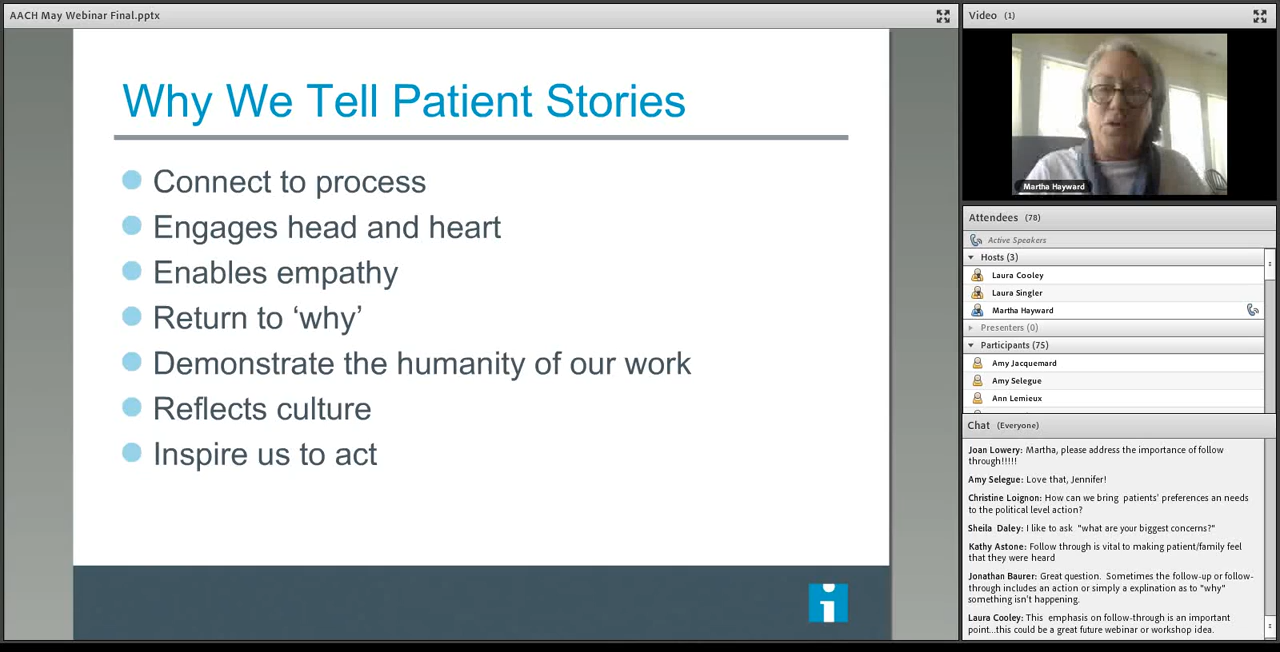 AACH May Webinar Final.pptx
Why We Tell Patient Stories
Connect to process
Engages head and heart
Enables empathy
Return to ‘why’
Demonstrate the humanity of our work
Reflects culture
Inspire us to act
i
Video (1)
Martha Hayward
Attendees (78)
Active Speakers
Hosts (3)
Laura Cooley
Laura Singler
Martha Hayward
Presenters (0)
Participants (75)
Amy Jacquemard
Amy Selegue
Ann Lemieux
Chat (Everyone)
Joan Lowery: Martha, please address the importance of follow
through!!!!!
Amy Selegue: Love that, Jennifer!
Christine Loignon: How can we bring patients' preferences an needs
to the political level action?
Sheila Daley: I like to ask "what are your biggest concerns?"
Kathy Astone: Follow through is vital to making patient/family feel
that they were heard
Jonathan Baurer: Great question. Sometimes the follow-up or follow-
through includes an action or simply a explination as to "why"
something isn't happening.
Laura Cooley: This emphasis on follow-through is an important
point...this could be a great future webinar or workshop idea.